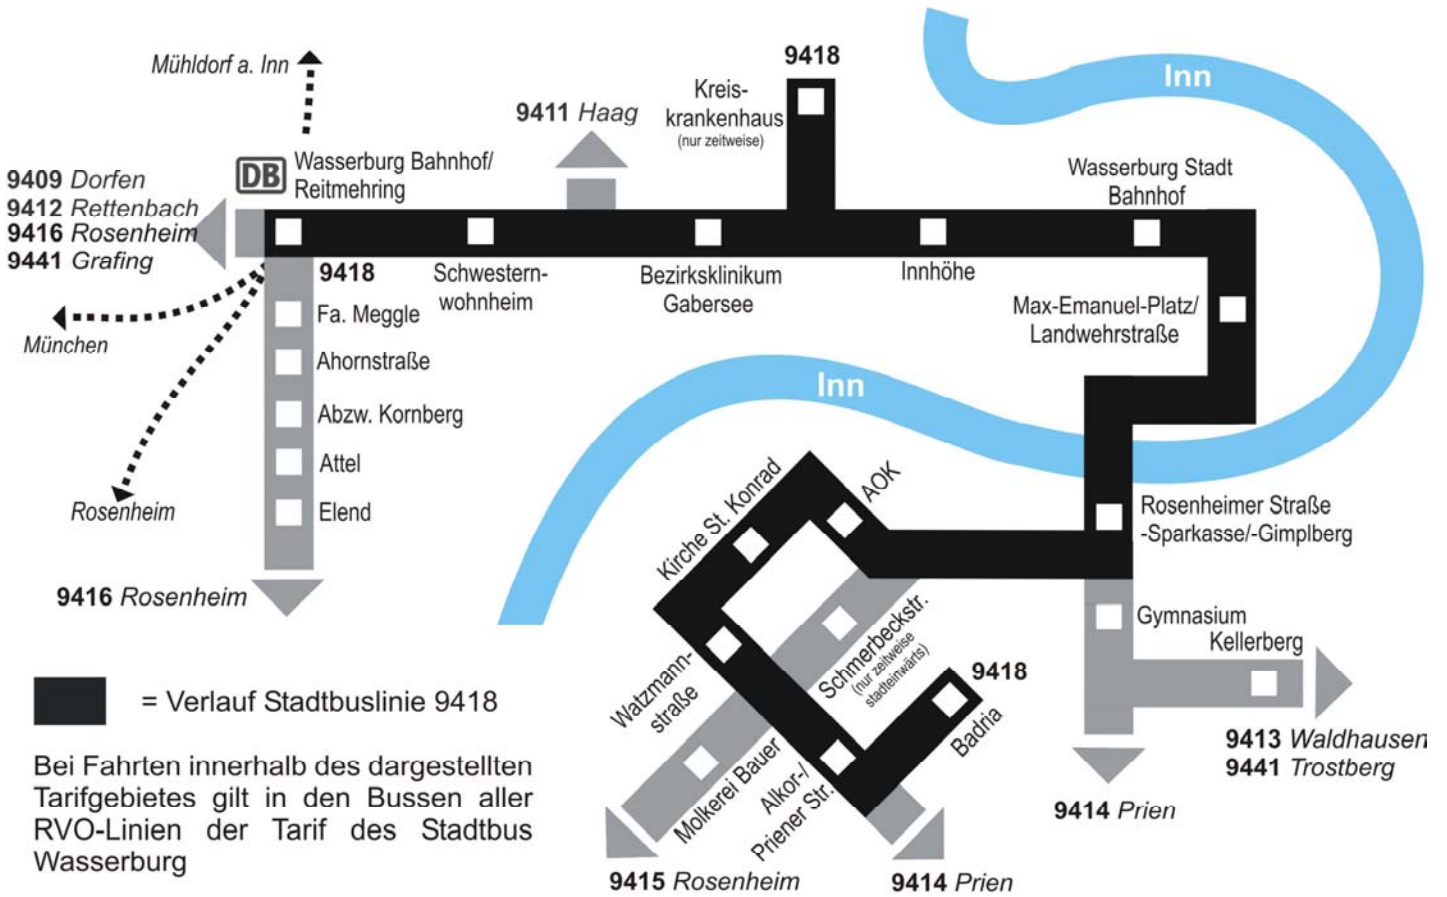 Mühldorf a. Inn
9418
Inn
Kreis-
krankenhaus
(nur zeitweise)
9411 Haag
DB
Wasserburg Bahnhof/
Reitmehring
Wasserburg Stadt
Bahnhof
9409 Dorfen
9412 Rettenbach
9416 Rosenheim
9441 Grafing
9418
Schwestern-
wohnheim
Bezirksklinikum
Gabersee
Innhöhe
Max-Emanuel-Platz/
Landwehrstraße
München
Fa. Meggle
Ahornstraße
Abzw. Kornberg
Attel
Elend
Rosenheim
9416 Rosenheim
Inn
Kirche St. Konrad
AOK
Rosenheimer Straße
-Sparkasse/-Gimplberg
Gymnasium
Kellerberg
Watzmann-
straße
Schmerbeckstr.
(nur zeitweise
stadteinwärts)
9418
Badria
Molkerei Bauer
Alkor-/
Priener Str.
9413 Waldhausen
9441 Trostberg
9414 Prien
9415 Rosenheim
9414 Prien
= Verlauf Stadtbuslinie 9418
Bei Fahrten innerhalb des dargestellten
Tarifgebietes gilt in den Bussen aller
RVO-Linien der Tarif des Stadtbus
Wasserburg